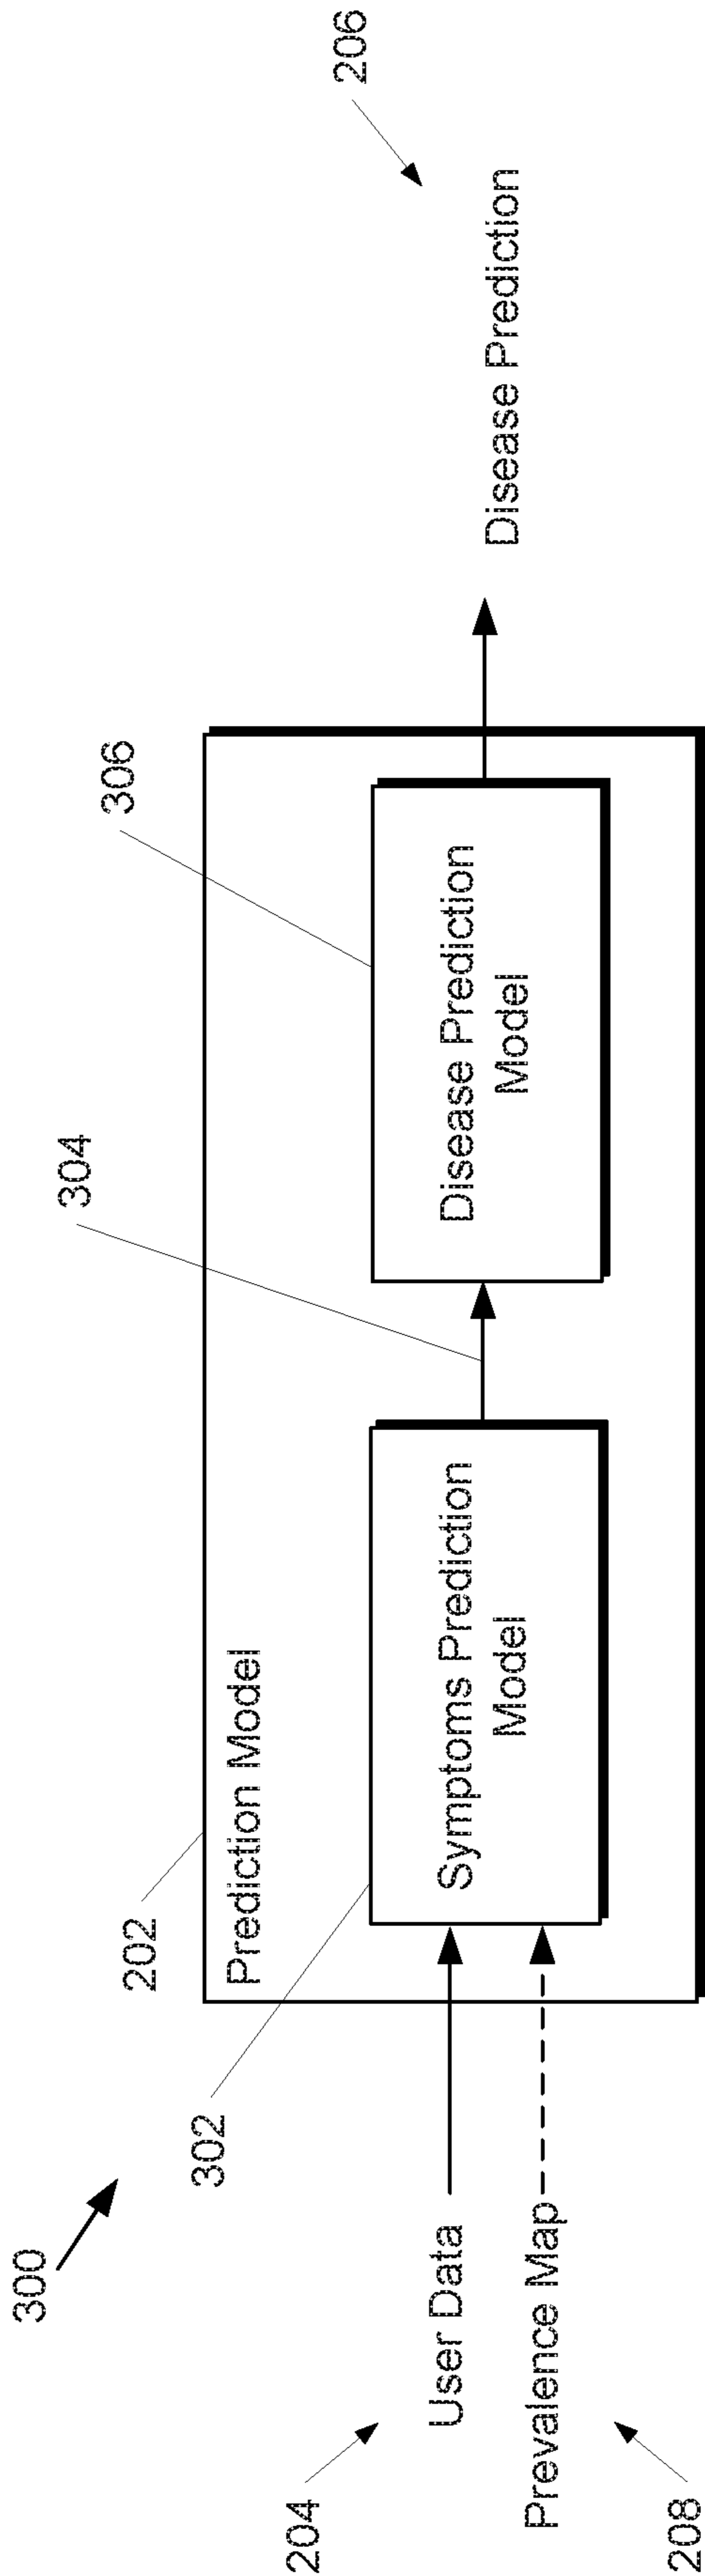 300
202
Prediction Model
302
304
306
204
User Data
Prevalence Map
208
Symptoms Prediction
Model
Disease Prediction
Model
Disease Prediction
206